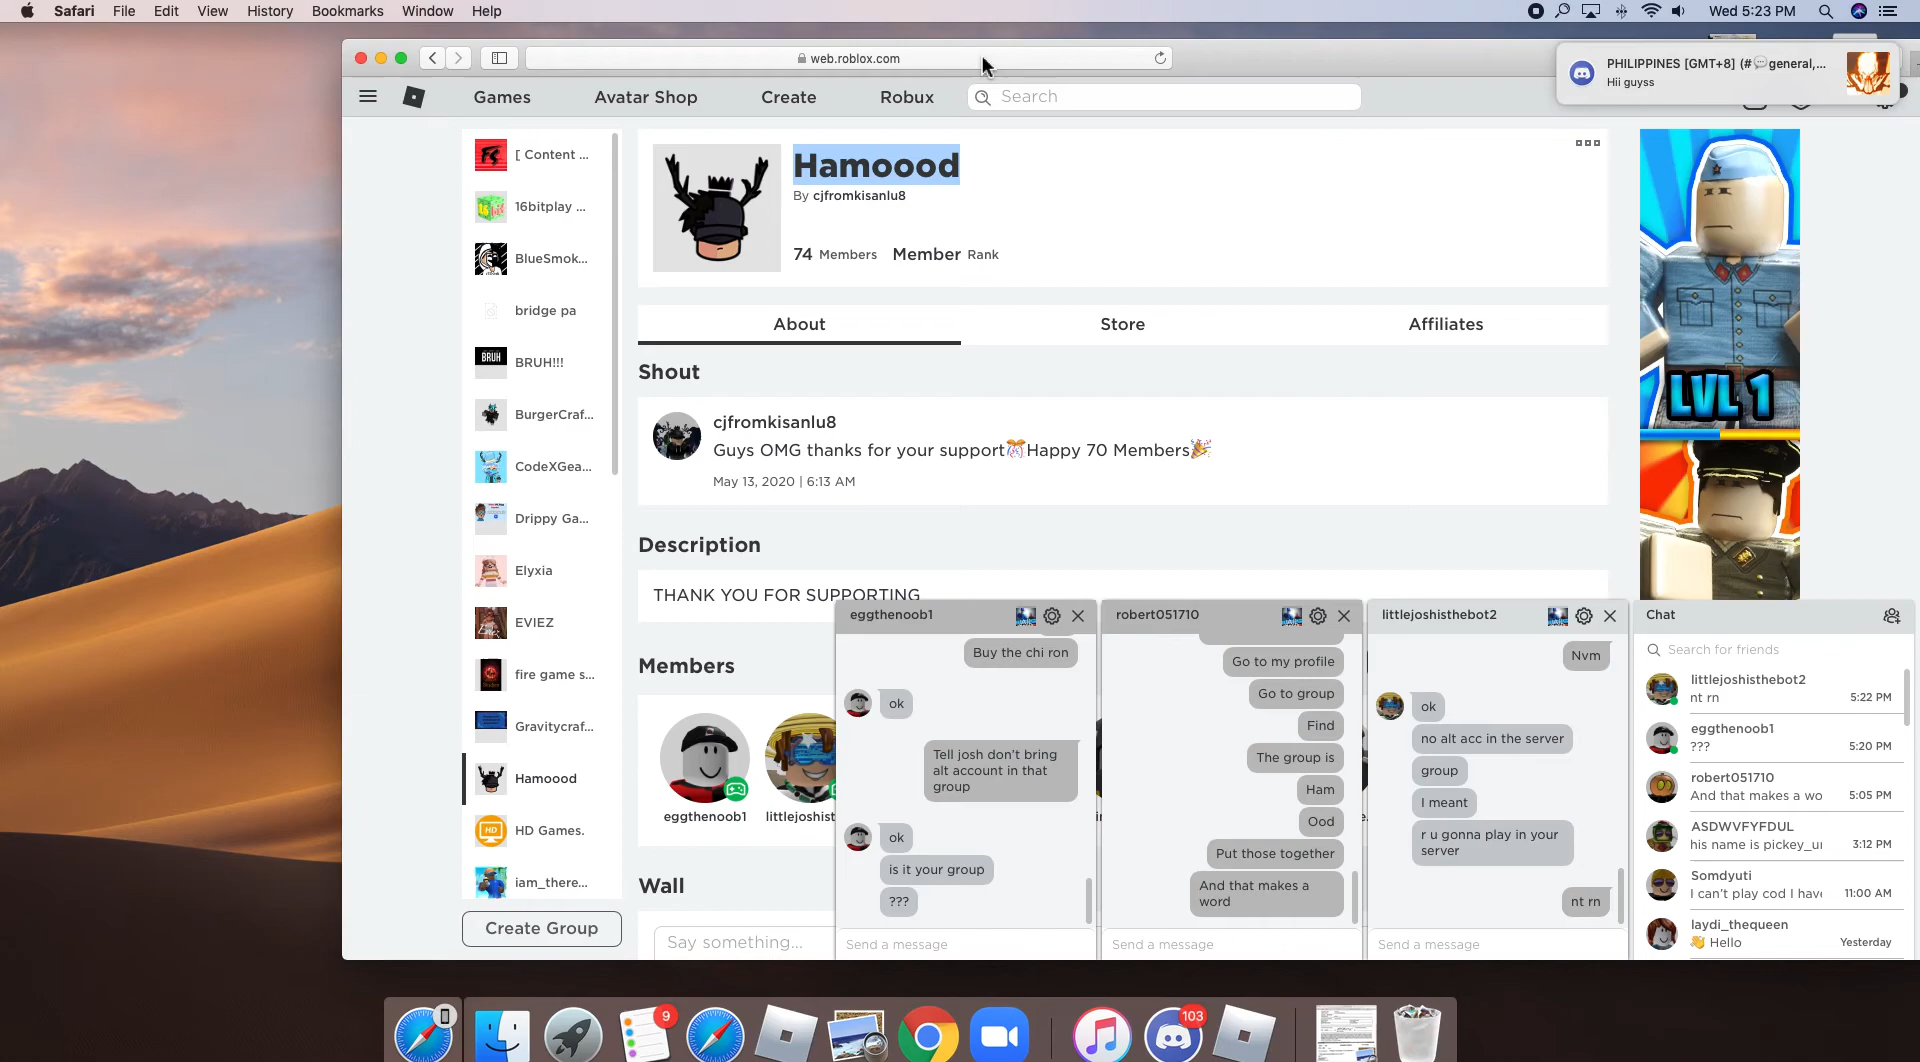 Safari File Edit View History Bookmarks Window Help
Wed 5:23 PM
web.roblox.com
PHILIPPINES [GMT+8] (#💬general,...
Hii guyss
Games Avatar Shop Create Robux Search
[ Content ...
16bitplay ...
BlueSmok...
bridge pa
BRUH
BRUH!!!
BurgerCraf...
CodeXGea...
Drippy Ga...
Elyxia
EVIEZ
fire game s...
Gravitycraf...
Hamoood
HD
HD Games.
iam_there...
Create Group
Hamoood
By cjfromkisanlu8
74 Members Member Rank
About Store Affiliates
Shout
cjfromkisanlu8
Guys OMG thanks for your support🎊Happy 70 Members🎉
May 13, 2020 | 6:13 AM
Description
THANK YOU FOR SUPPORTING
Members
eggthenoob1 littlejoshist
Wall
Say something...
LVL 1
eggthenoob1
Buy the chi ron
ok
Tell josh don't bring
alt account in that
group
ok
is it your group
???
Send a message
robert051710
Go to my profile
Go to group
Find
The group is
Ham
Ood
Put those together
And that makes a
word
Send a message
littlejoshisthebot2
Nvm
ok
no alt acc in the server
group
I meant
r u gonna play in your
server
nt rn
Send a message
Chat
Search for friends
littlejoshisthebot2
nt rn 5:22 PM
eggthenoob1
??? 5:20 PM
robert051710
And that makes a wo 5:05 PM
ASDWVFYFDUL
his name is pickey_ui 3:12 PM
Somdyuti
I can't play cod I have 11:00 AM
laydi_thequeen
👋 Hello Yesterday
9
103